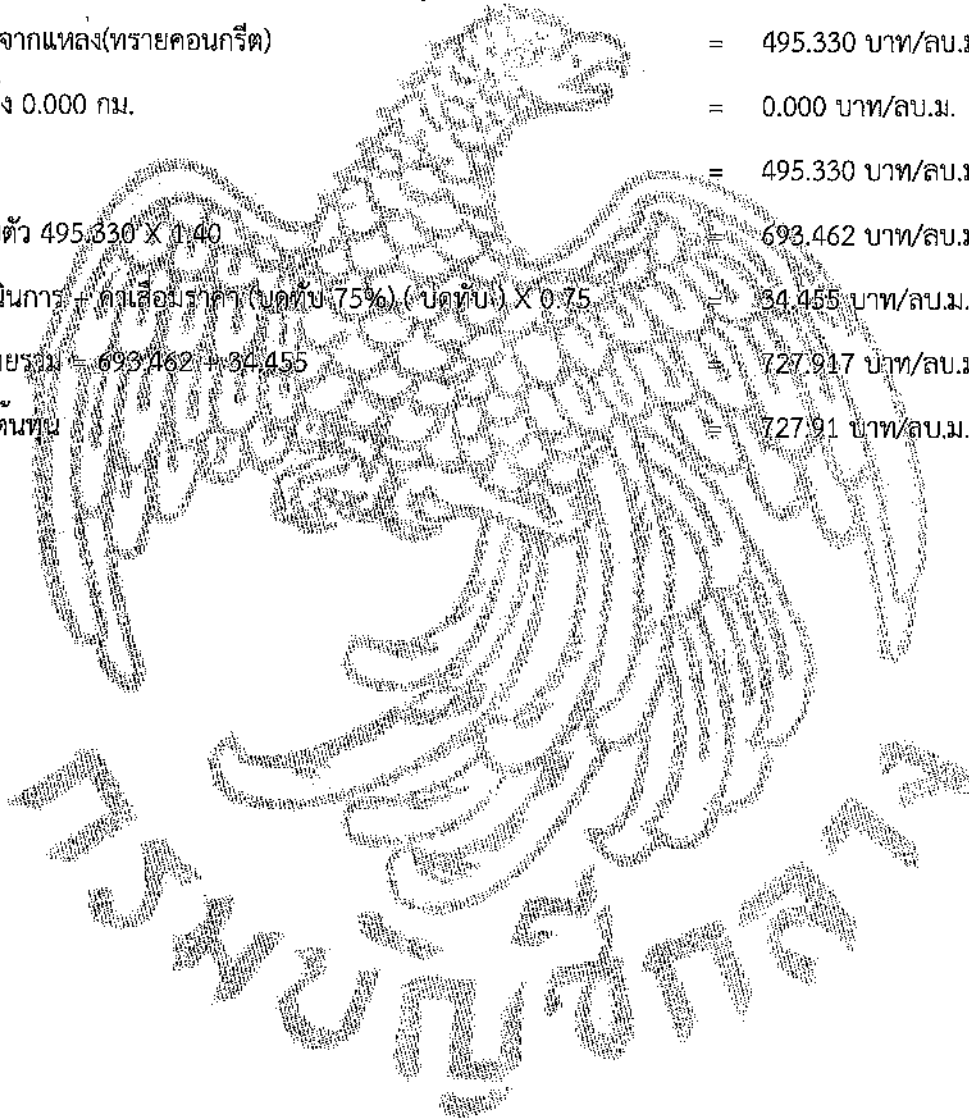 จากแหล่ง(ทรายคอนกรีต) = 495.330 บาท/ลบ.ม
ง 0.000 กม. = 0.000 บาท/ลบ.ม.
= 495.330 บาท/ลบ.ม
ตัว 495.330 X 1.40 = 693.462 บาท/ลบ.ม
นินการ + ค่าเสื่อมราคา (บดทับ 75%) ( บดทับ ) X 0.75 = 34.455 บาท/ลบ.ม.
ยรวม = 693.462 + 34.455 = 727.917 บาท/ลบ.ม
ต้นทุน = 727.91 บาท/ลบ.ม.
กรมบัญชีกลาง